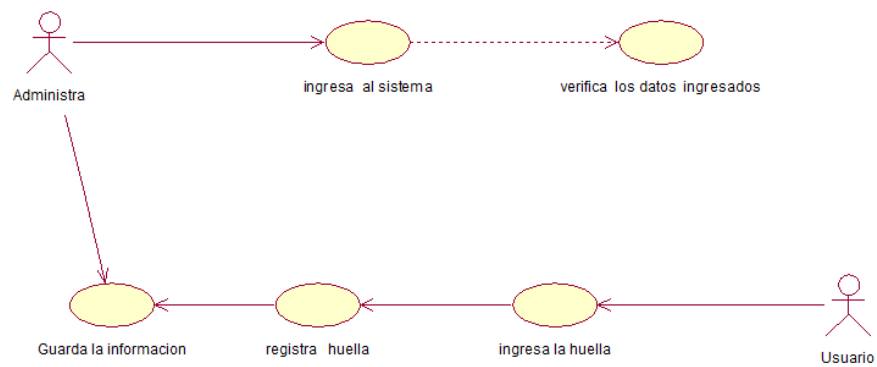 Administra
ingresa al sistema
verifica los datos ingresados
Guarda la informacion
registra huella
ingresa la huella
Usuario